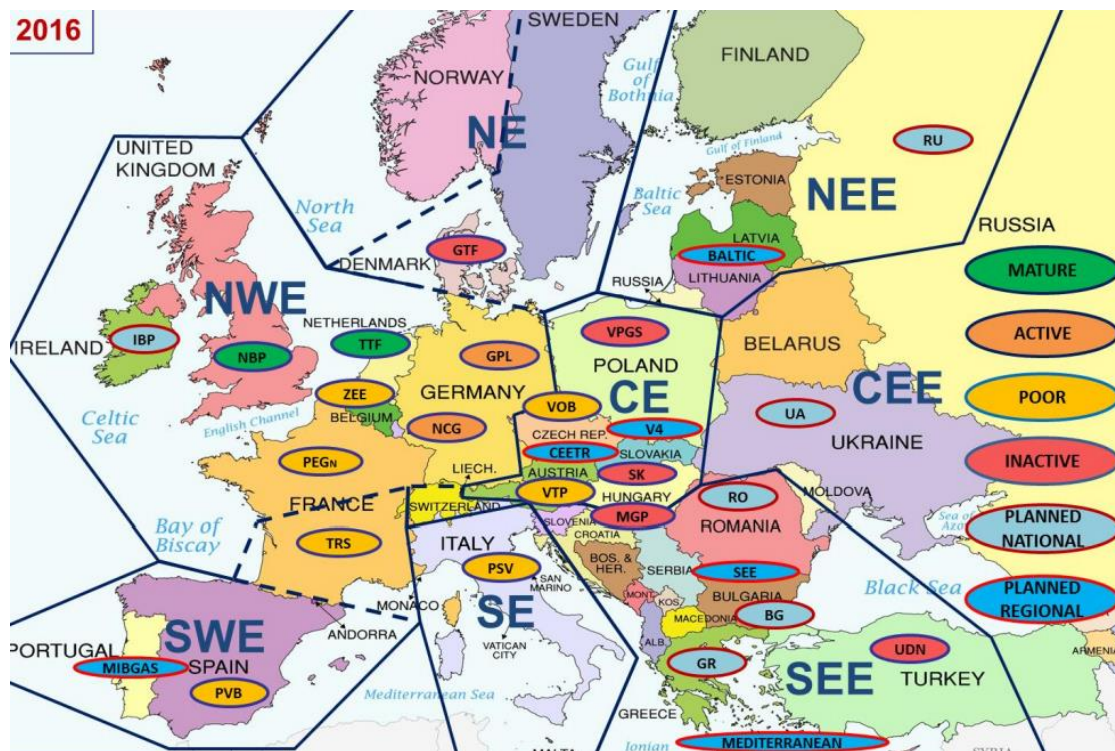 2016
SWEDEN
FINLAND
NORWAY
Gulf
of
Bothnia
NE
UNITED
KINGDOM
RU
Gulf of Finland
ESTONIA
Baltic
Sea
NEE
North
Sea
RUSSIA
LATVIA
GTF
DENMARK
BALTIC
LITHUANIA
MATURE
RUSSIA
NWE
NETHERLANDS
VPGS
TTF
IRELAND
IBP
NBP
GPL
POLAND
BELARUS
ACTIVE
CE
CEE
GERMANY
ZEE
VOB
POOR
Celtic
Sea
English Channel
BELGIUM
NCG
V4
UA
CZECH REP.
UKRAINE
CEETR
SLOVAKIA
PEGN
LIECH.
AUSTRIA
SK
INACTIVE
FRANCE
SWITZERLAND
VTP
HUNGARY
RO
MOLDOVA
MGP
ROMANIA
Sea of
Azo
PLANNED
NATIONAL
Bay of
Biscay
TRS
ITALY
SLOVENIA
CROATIA
PSV
BOS. &
HER.
SERBIA
SEE
Black Sea
PLANNED
REGIONAL
MONACO
SAN
MARINO
SE
MONT.
KOS.
BULGARIA
BG
MACEDONIA
ANDORRA
SWE
VATICAN
CITY
ALB.
ARMENIA
PORTUGAL
MIBGAS
SPAIN
PVB
GR
UDN
SEE
TURKEY
Mediterranean Sea
GREECE
Ionian
MEDITERRANEAN